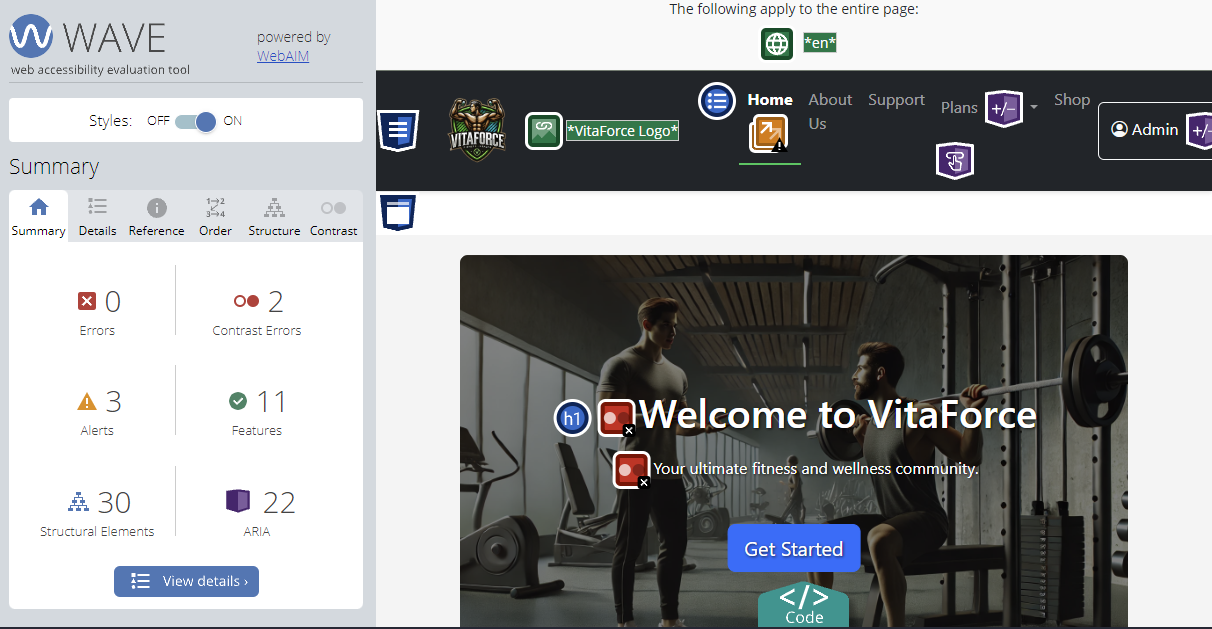 WAVE
web accessibility evaluation tool
powered by
WebAIM
Styles: OFF ON
Summary
Summary Details Reference Order Structure Contrast
0
Errors
2
Contrast Errors
3
Alerts
11
Features
30
Structural Elements
22
ARIA
View details ›
The following apply to the entire page:
*en*
VITAFORCE
*VitaForce Logo*
Home
About
Us
Support
Plans
+/−
Shop
Admin
+/
h1
Welcome to VitaForce
Your ultimate fitness and wellness community.
Get Started
</>
Code